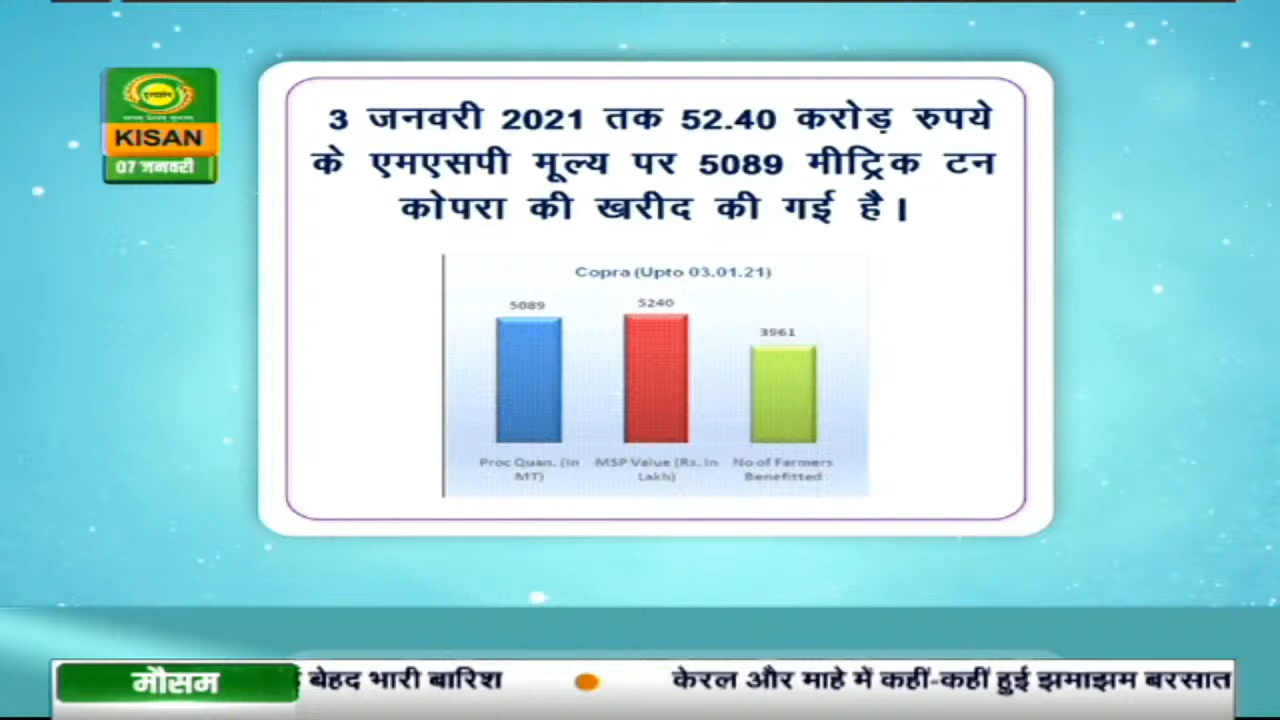 3 जनवरी 2021 तक 52.40 करोड़ रुपये
के एमएसपी मूल्य पर 5089 मीट्रिक टन
कोपरा की खरीद की गई है।
KISAN
07 जनवरी
Copra (Upto 03.01.21)
5089
5240
3961
Proc Quan. (In
MT)
MSP Value (Rs. In
Lakh)
No of Farmers
Benefitted
मौसम
बेहद भारी बारिश
केरल और माहे में कहीं-कहीं हुई झमाझम बरसात